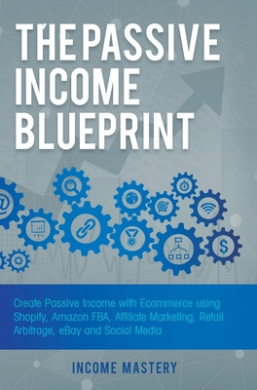 THE PASSIVE
INCOME
BLUEPRINT
@
$
Create Passive Income with Ecommerce using
Shopify, Amazon FBA, Affiliate Marketing, Retail
Arbitrage, eBay and Social Media
INCOME MASTERY